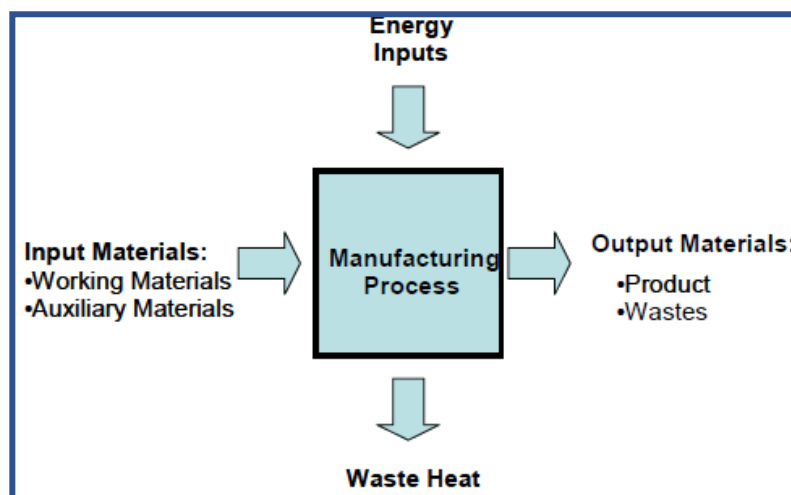 Energy
Inputs
Input Materials:
•Working Materials
•Auxiliary Materials
Manufacturing
Process
Output Materials:
•Product
•Wastes
Waste Heat